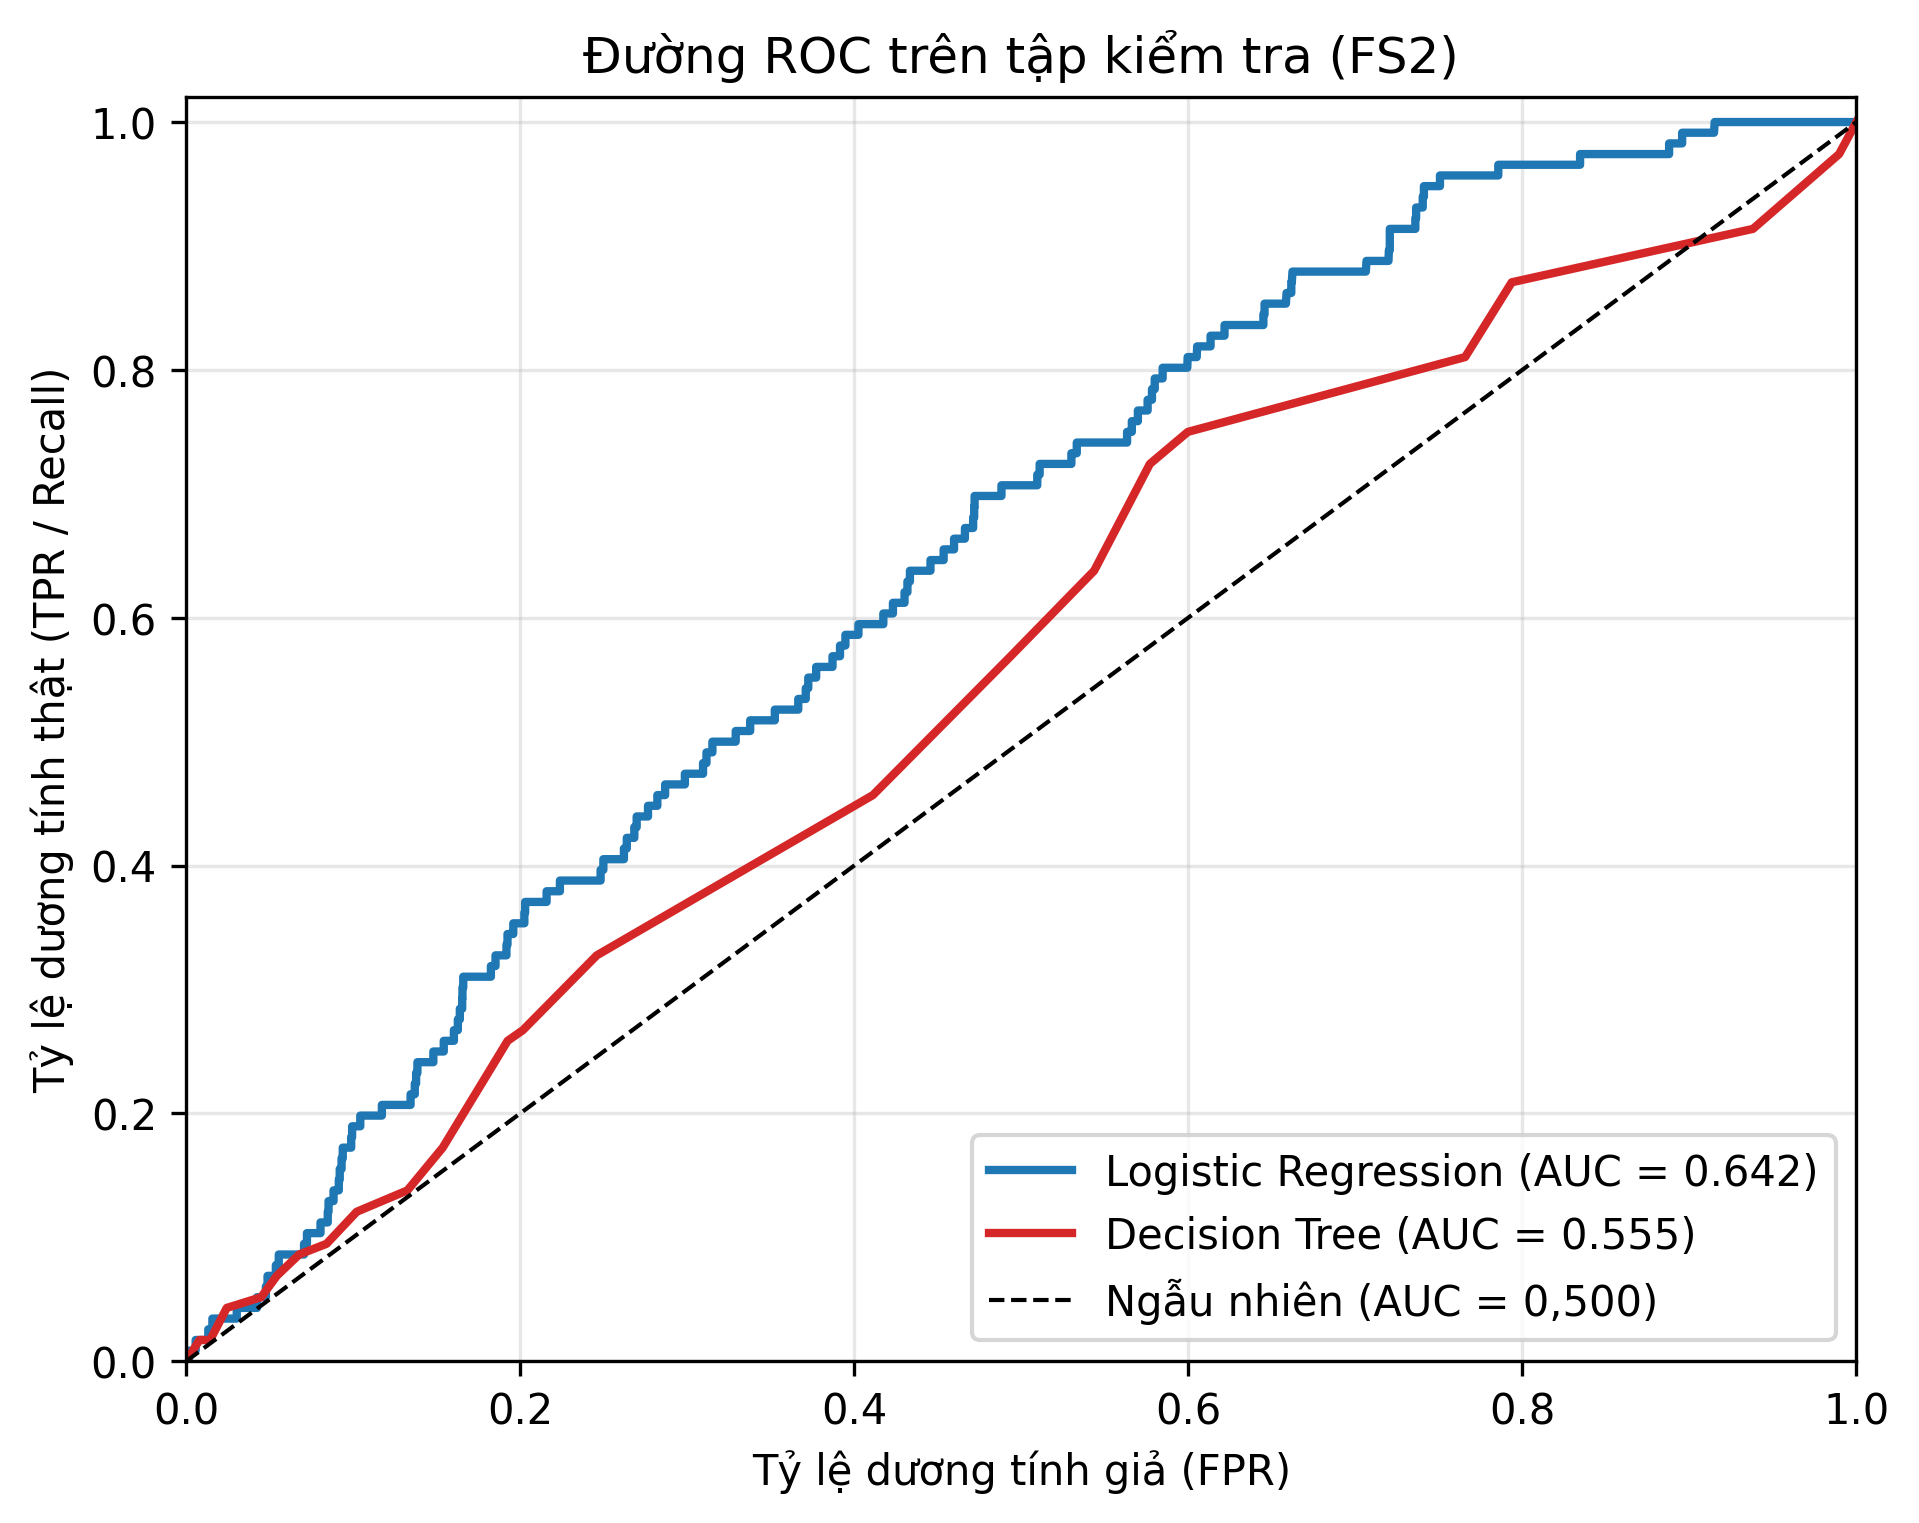 Đường ROC trên tập kiểm tra (FS2)
Tỷ lệ dương tính thật (TPR / Recall)
1.0
0.8
0.6
0.4
0.2
0.0
Logistic Regression (AUC = 0.642)
Decision Tree (AUC = 0.555)
Ngẫu nhiên (AUC = 0,500)
0.0 0.2 0.4 0.6 0.8 1.0
Tỷ lệ dương tính giả (FPR)